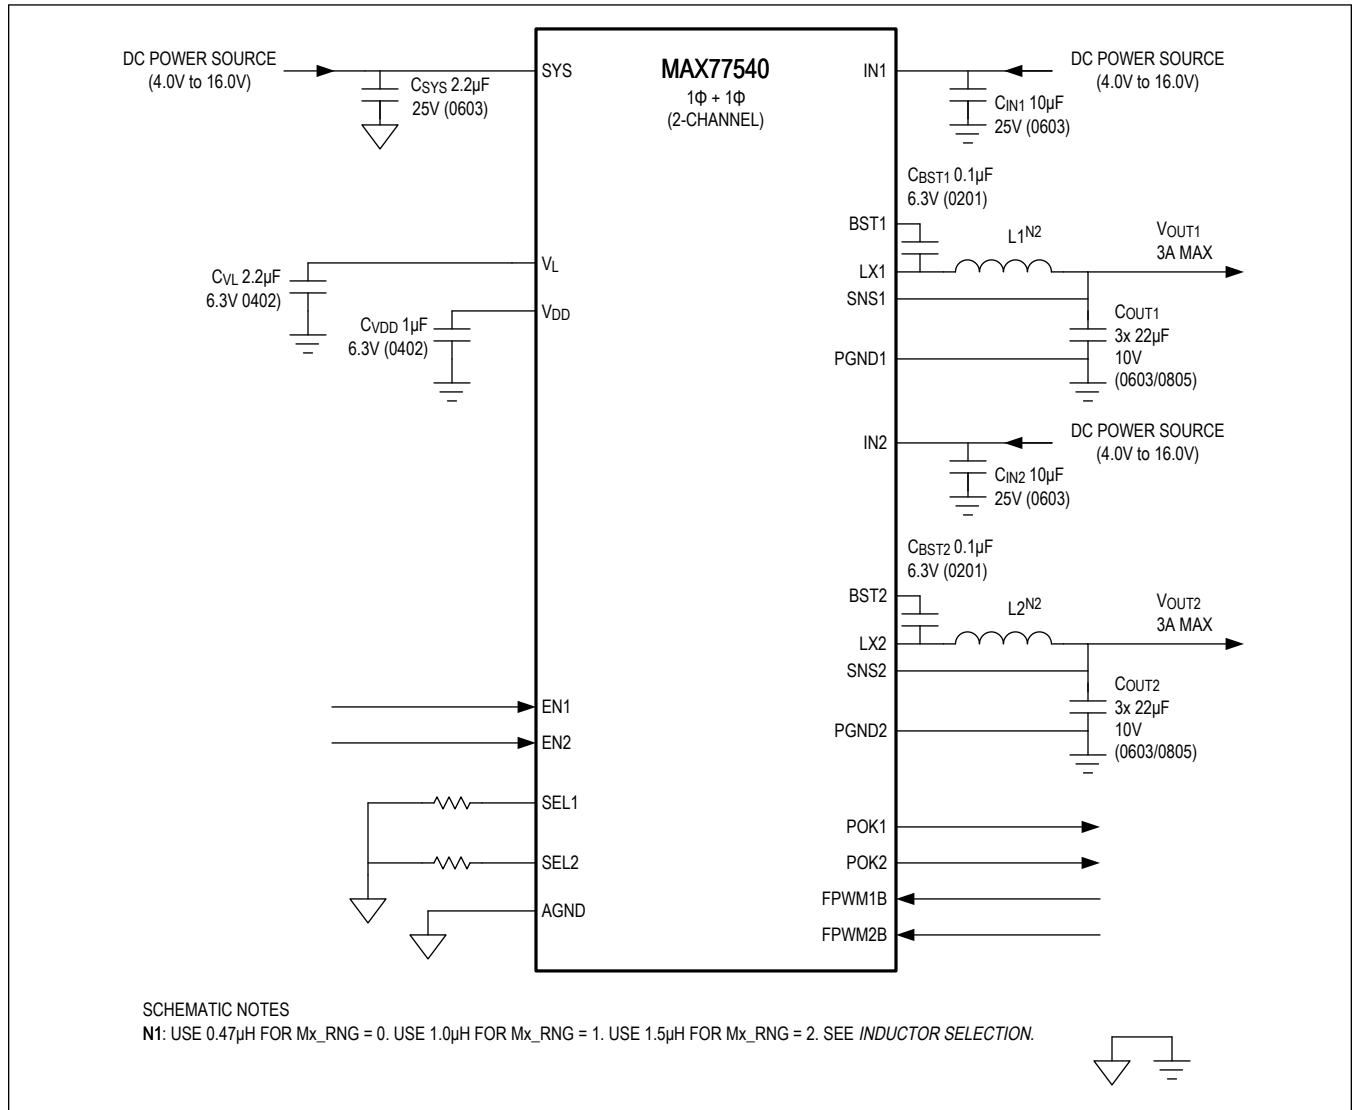 DC POWER SOURCE
(4.0V to 16.0V)
CSYS 2.2µF
25V (0603)
SYS
MAX77540
1Φ + 1Φ
(2-CHANNEL)
IN1
DC POWER SOURCE
(4.0V to 16.0V)
CIN1 10µF
25V (0603)
CBST1 0.1µF
6.3V (0201)
BST1
L1N2
VOUT1
3A MAX
LX1
SNS1
COUT1
3x 22µF
10V
(0603/0805)
PGND1
CVL 2.2µF
6.3V 0402)
VL
CVDD 1µF
6.3V (0402)
VDD
IN2
DC POWER SOURCE
(4.0V to 16.0V)
CIN2 10µF
25V (0603)
CBST2 0.1µF
6.3V (0201)
BST2
L2N2
VOUT2
3A MAX
LX2
SNS2
COUT2
3x 22µF
10V
(0603/0805)
PGND2
EN1
EN2
SEL1
SEL2
AGND
POK1
POK2
FPWM1B
FPWM2B
SCHEMATIC NOTES
N1: USE 0.47µH FOR Mx_RNG = 0. USE 1.0µH FOR Mx_RNG = 1. USE 1.5µH FOR Mx_RNG = 2. SEE INDUCTOR SELECTION.